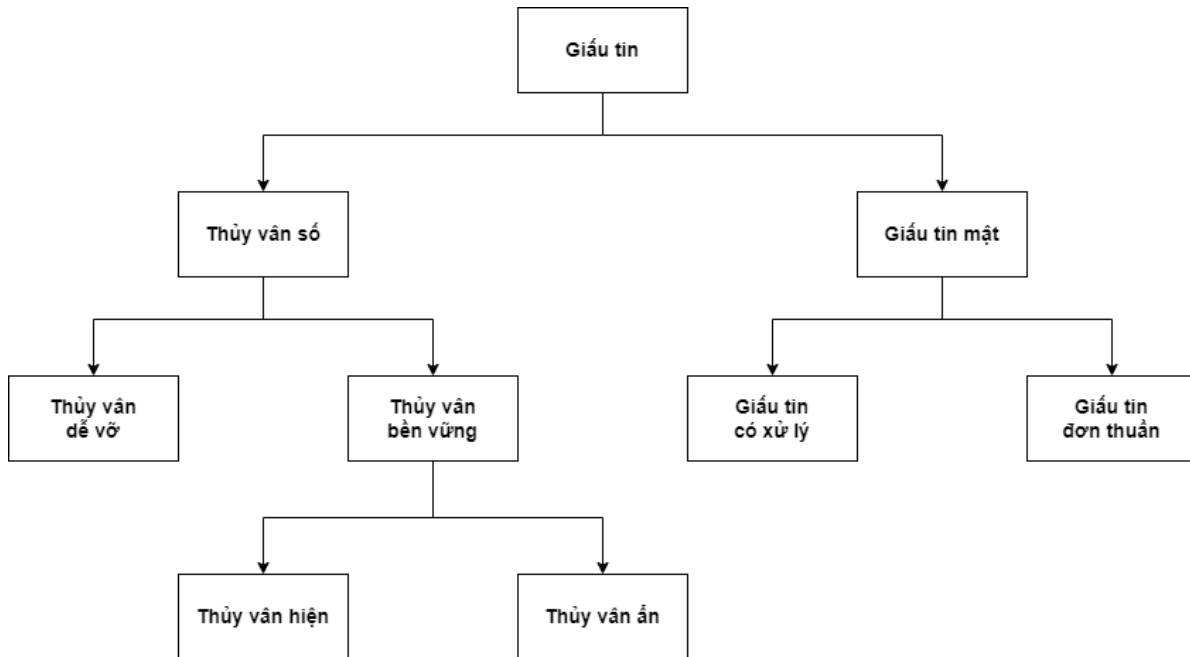 Giấu tin
Thủy vân số
Giấu tin mật
Thủy vân
dễ vỡ
Thủy vân
bền vững
Giấu tin
có xử lý
Giấu tin
đơn thuần
Thủy vân hiện
Thủy vân ẩn